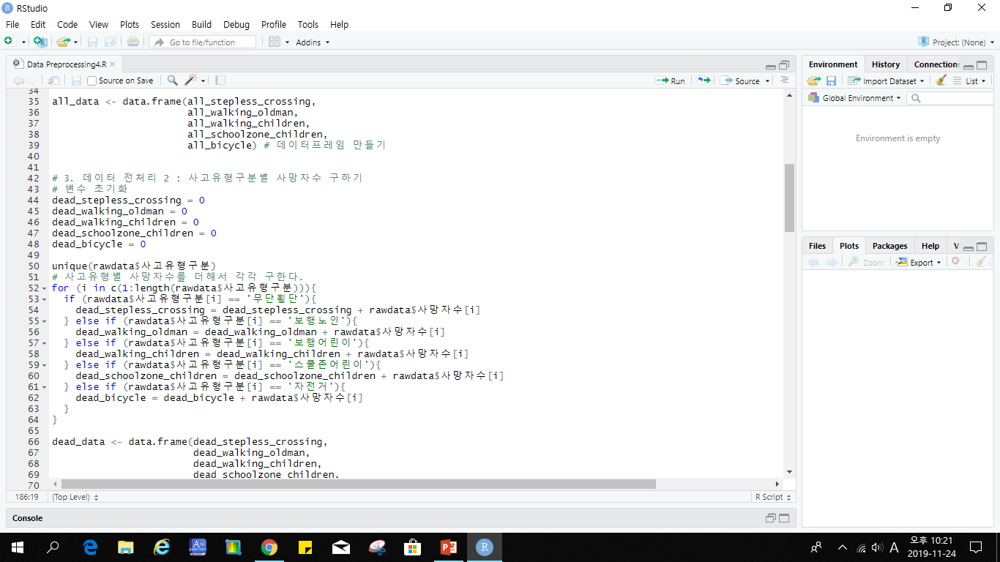 RStudio
File Edit Code View Plots Session Build Debug Profile Tools Help
Go to file/function Addins Project: (None)
Data Preprocessing4.R
Source on Save Run Source
34
35 all_data <- data.frame(all_stepless_crossing,
36 all_walking_oldman,
37 all_walking_children,
38 all_schoolzone_children,
39 all_bicycle) # 데이터프레임 만들기
40
41
42 # 3. 데이터 전처리 2 : 사고유형구분별 사망자수 구하기
43 # 변수 초기화
44 dead_stepless_crossing = 0
45 dead_walking_oldman = 0
46 dead_walking_children = 0
47 dead_schoolzone_children = 0
48 dead_bicycle = 0
49
50 unique(rawdata$사고유형구분)
51 # 사고유형별 사망자수를 더해서 각각 구한다.
52 for (i in c(1:length(rawdata$사고유형구분))){
53 if (rawdata$사고유형구분[i] == '무단횡단'){
54 dead_stepless_crossing = dead_stepless_crossing + rawdata$사망자수[i]
55 } else if (rawdata$사고유형구분[i] == '보행노인'){
56 dead_walking_oldman = dead_walking_oldman + rawdata$사망자수[i]
57 } else if (rawdata$사고유형구분[i] == '보행어린이'){
58 dead_walking_children = dead_walking_children + rawdata$사망자수[i]
59 } else if (rawdata$사고유형구분[i] == '스쿨존어린이'){
60 dead_schoolzone_children = dead_schoolzone_children + rawdata$사망자수[i]
61 } else if (rawdata$사고유형구분[i] == '자전거'){
62 dead_bicycle = dead_bicycle + rawdata$사망자수[i]
63 }
64 }
65
66 dead_data <- data.frame(dead_stepless_crossing,
67 dead_walking_oldman,
68 dead_walking_children,
69 dead_schoolzone_children,
70
186:19 (Top Level) R Script
Console
Environment History Connections
Import Dataset List
Global Environment
Environment is empty
Files Plots Packages Help V
Zoom Export
A 오후 10:21
2019-11-24